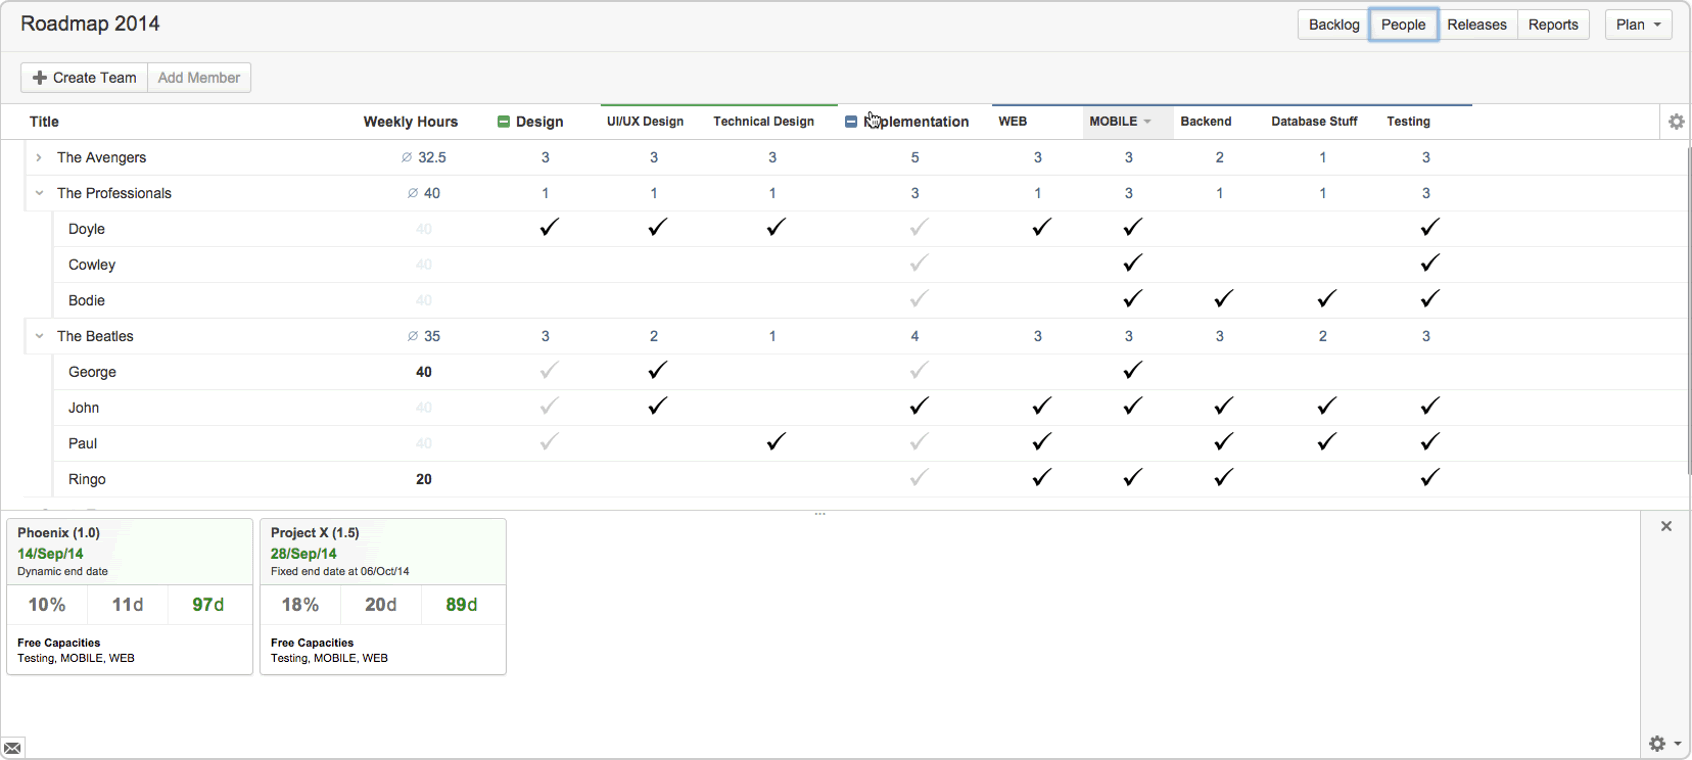 Roadmap 2014
Backlog People Releases Reports Plan
Create Team Add Member
Title Weekly Hours Design UI/UX Design Technical Design Implementation WEB MOBILE Backend Database Stuff Testing
The Avengers ∅ 32.5 3 3 3 5 3 3 2 1 3
The Professionals ∅ 40 1 1 1 3 1 3 1 1 3
Doyle 40
Cowley 40
Bodie 40
The Beatles ∅ 35 3 2 1 4 3 3 3 2 3
George 40
John 40
Paul 40
Ringo 20
Phoenix (1.0)
14/Sep/14
Dynamic end date
10% 11d 97d
Free Capacities
Testing, MOBILE, WEB
Project X (1.5)
28/Sep/14
Fixed end date at 06/Oct/14
18% 20d 89d
Free Capacities
Testing, MOBILE, WEB